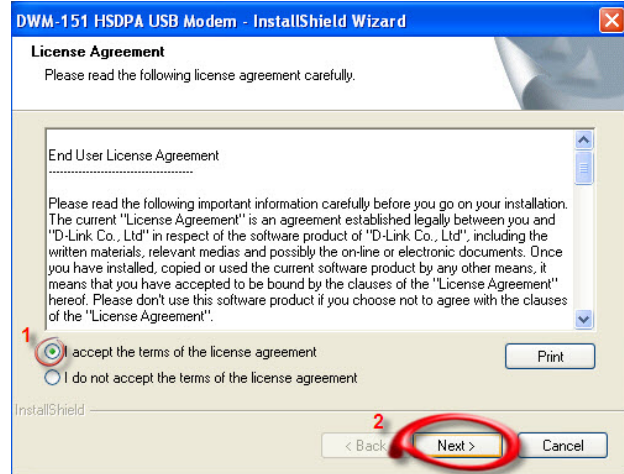 DWM-151 HSDPA USB Modem - InstallShield Wizard
License Agreement
Please read the following license agreement carefully.
End User License Agreement
---------------------------------------
Please read the following important information carefully before you go on your installation.
The current "License Agreement" is an agreement established legally between you and
"D-Link Co., Ltd" in respect of the software product of "D-Link Co., Ltd", including the
written materials, relevant medias and possibly the on-line or electronic documents. Once
you have installed, copied or used the current software product by any other means, it
means that you have accepted to be bound by the clauses of the "License Agreement"
hereof. Please don't use this software product if you choose not to agree with the clauses
of the "License Agreement".
1
I accept the terms of the license agreement
Print
I do not accept the terms of the license agreement
InstallShield
2
< Back
Next >
Cancel